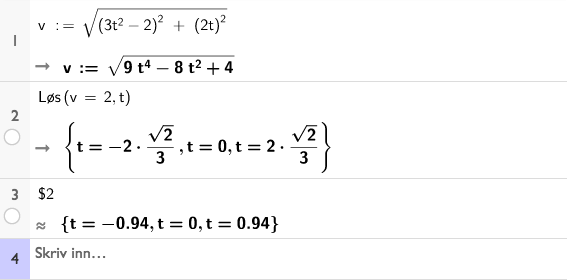 1 v := √((3t² − 2)² + (2t)²)
→ v := √(9 t⁴ − 8 t² + 4)
2 Løs(v = 2, t)
→ {t = −2 · √2/3 , t = 0, t = 2 · √2/3}
3 $2
≈ {t = −0.94, t = 0, t = 0.94}
4 Skriv inn…